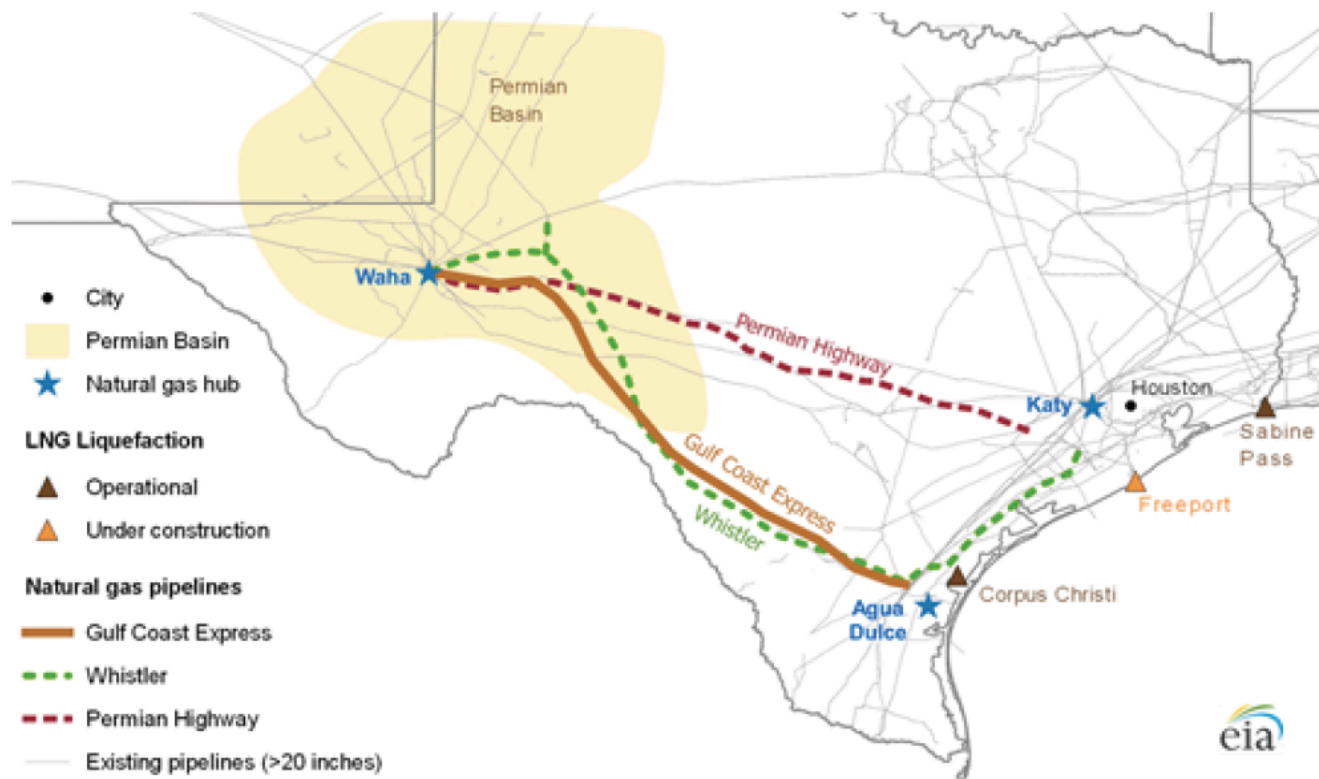 Permian
Basin
Waha
Permian Highway
Katy
Houston
Sabine
Pass
Freeport
Gulf Coast Express
Whistler
Corpus Christi
Agua
Dulce
City
Permian Basin
Natural gas hub
LNG Liquefaction
Operational
Under construction
Natural gas pipelines
Gulf Coast Express
Whistler
Permian Highway
Existing pipelines (>20 inches)
eia